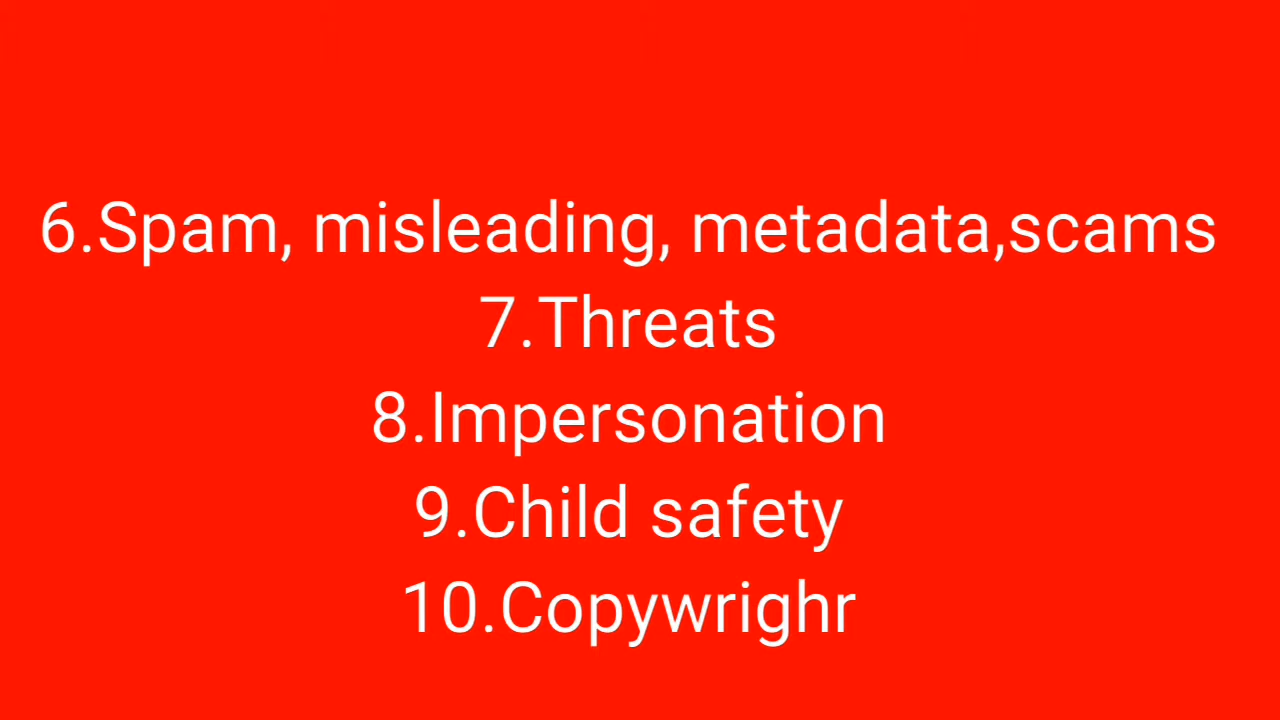 6.Spam, misleading, metadata,scams
7.Threats
8.Impersonation
9.Child safety
10.Copywrighr